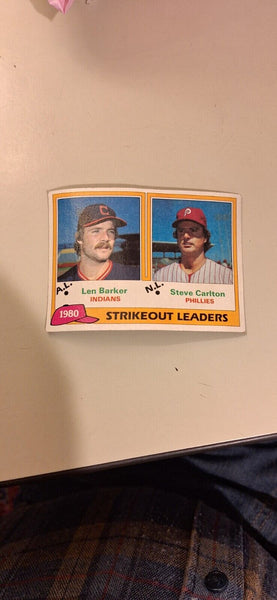 C
P
A.L. Len Barker
INDIANS
N.L. Steve Carlton
PHILLIES
1980 STRIKEOUT LEADERS